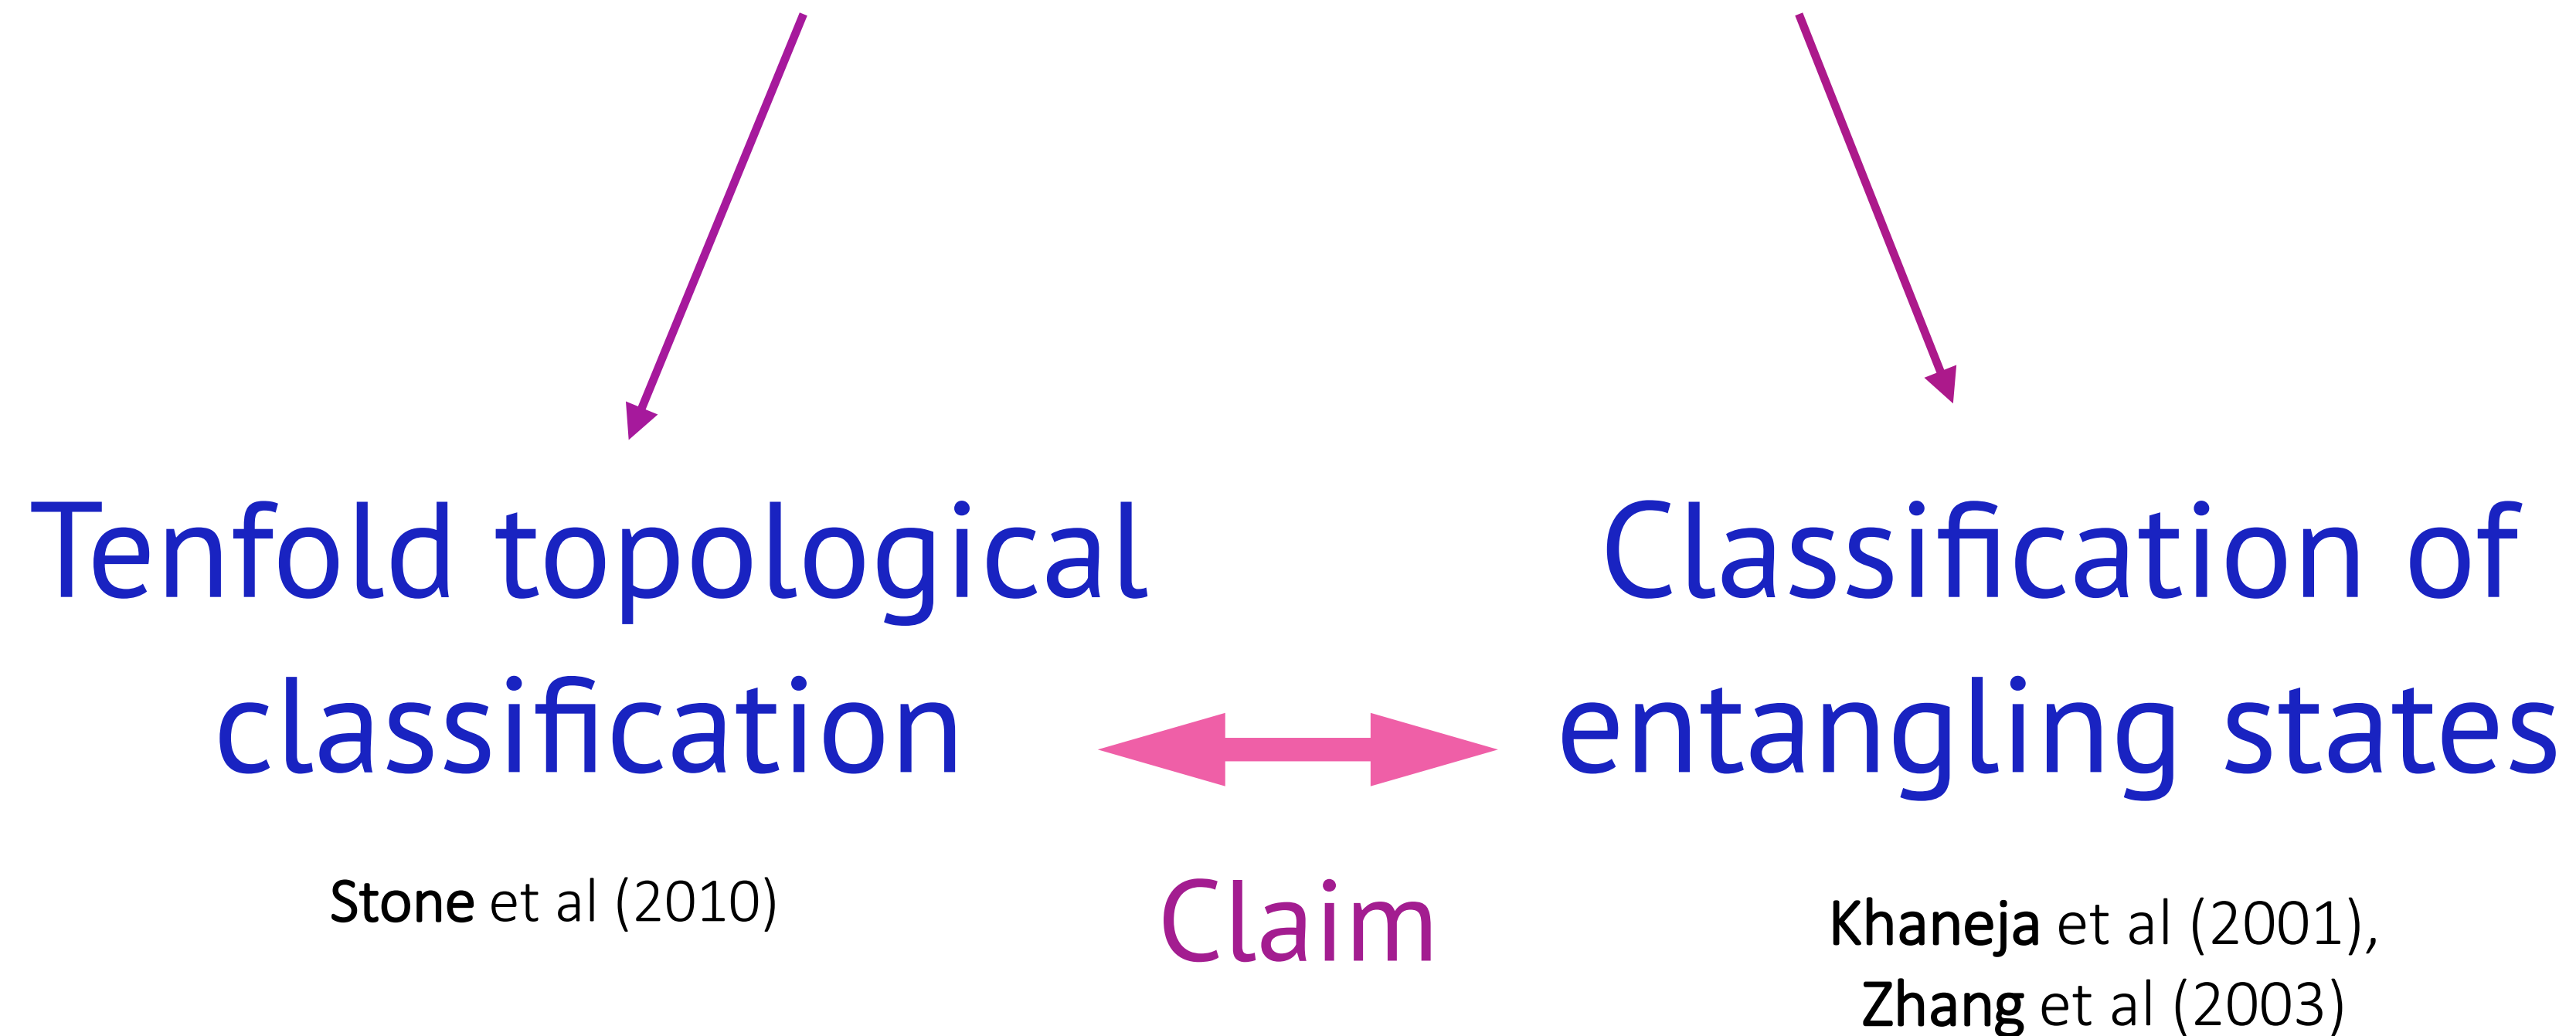 Tenfold topological
classification
Stone et al (2010)
Claim
Classification of
entangling states
Khaneja et al (2001),
Zhang et al (2003)